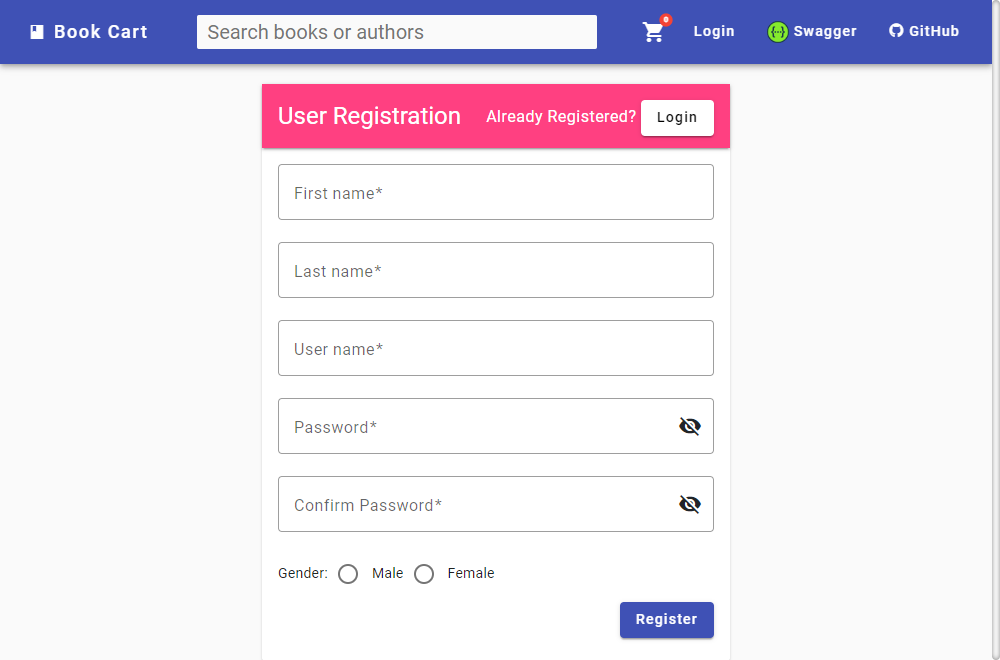 Book Cart
Search books or authors
0
Login
Swagger
GitHub
User Registration
Already Registered?
Login
First name*
Last name*
User name*
Password*
Confirm Password*
Gender: Male Female
Register